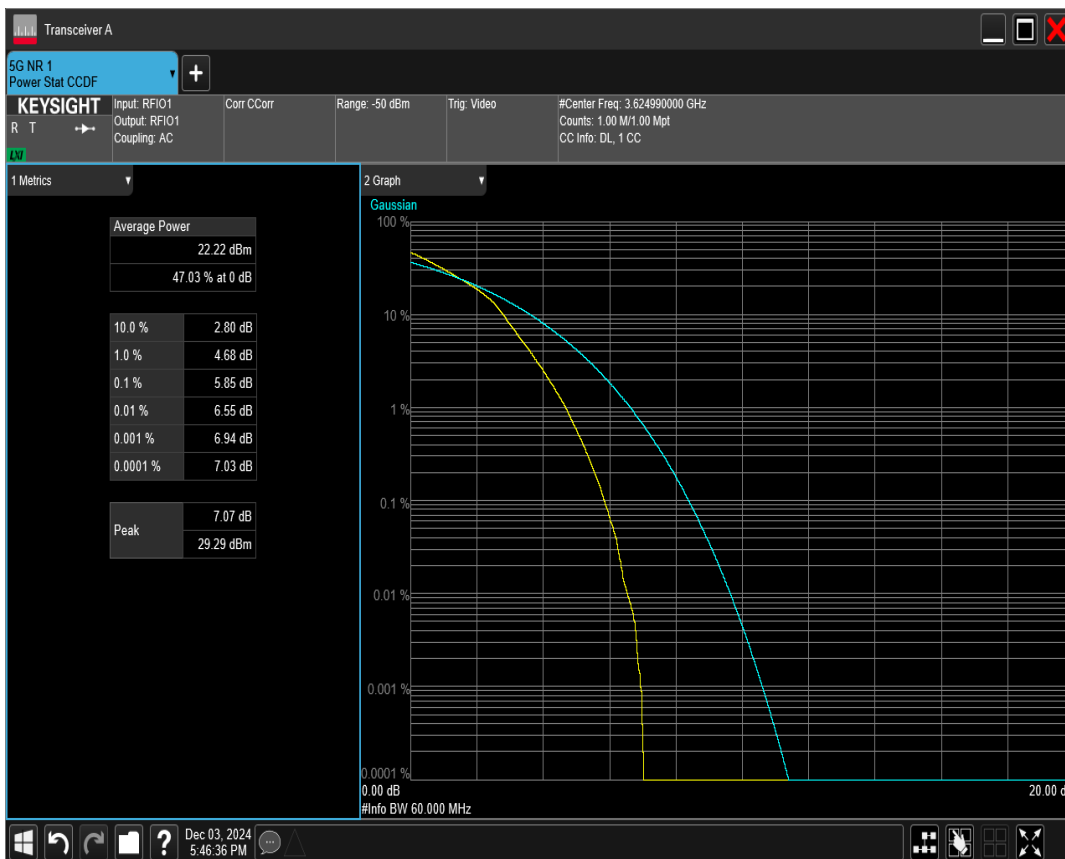 Transceiver A
5G NR 1
Power Stat CCDF
KEYSIGHT
R T
LXI
Input: RFIO1
Output: RFIO1
Coupling: AC
Corr CCorr
Range: -50 dBm
Trig: Video
#Center Freq: 3.624990000 GHz
Counts: 1.00 M/1.00 Mpt
CC Info: DL, 1 CC
1 Metrics
Average Power
22.22 dBm
47.03 % at 0 dB
10.0 % 2.80 dB
1.0 % 4.68 dB
0.1 % 5.85 dB
0.01 % 6.55 dB
0.001 % 6.94 dB
0.0001 % 7.03 dB
Peak
7.07 dB
29.29 dBm
2 Graph
Gaussian
100 %
10 %
1 %
0.1 %
0.01 %
0.001 %
0.0001 %
0.00 dB 20.00 d
#Info BW 60.000 MHz
?
Dec 03, 2024
5:46:36 PM